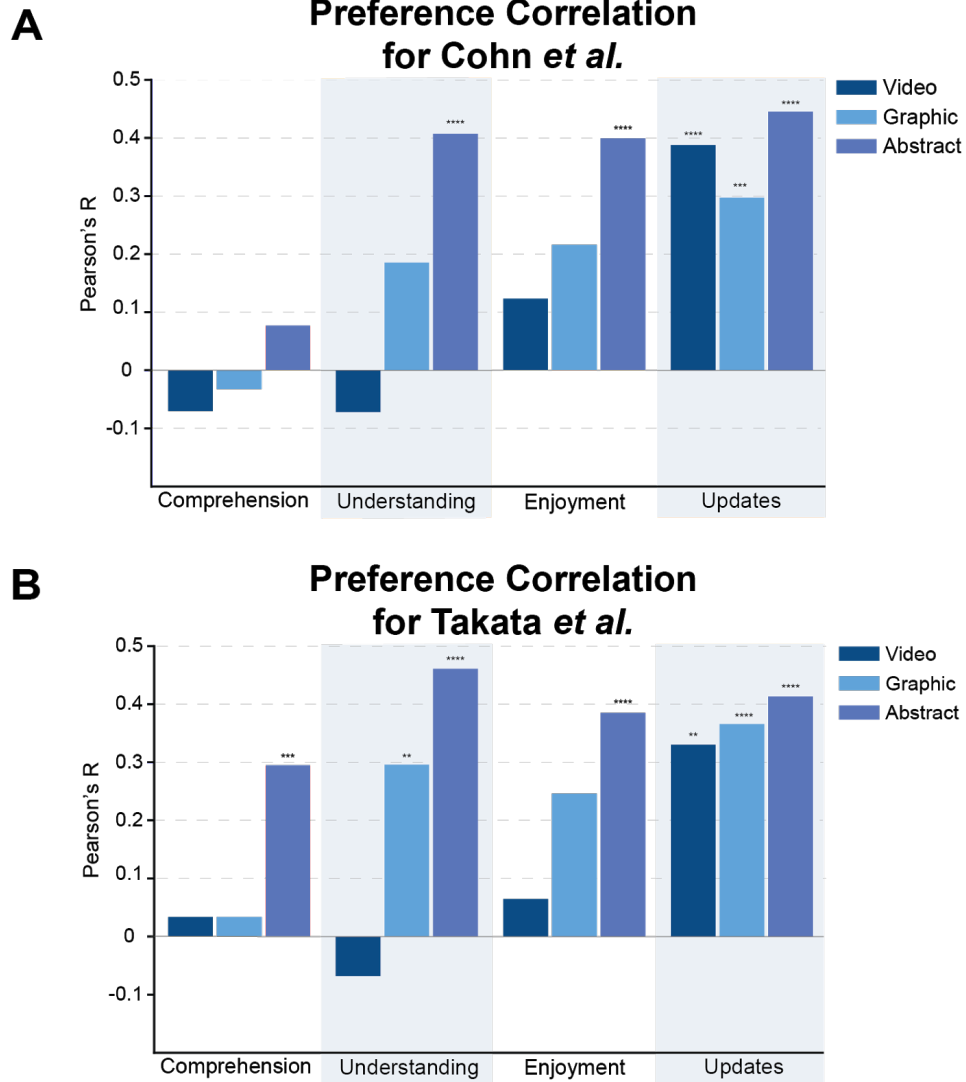 A
Preference Correlation
for Cohn et al.
Video
Graphic
Abstract
Pearson's R
0.5
0.4
0.3
0.2
0.1
0
-0.1
****
****
****
***
****
Comprehension
Understanding
Enjoyment
Updates
B
Preference Correlation
for Takata et al.
Video
Graphic
Abstract
Pearson's R
0.5
0.4
0.3
0.2
0.1
0
-0.1
***
**
****
****
**
****
****
Comprehension
Understanding
Enjoyment
Updates